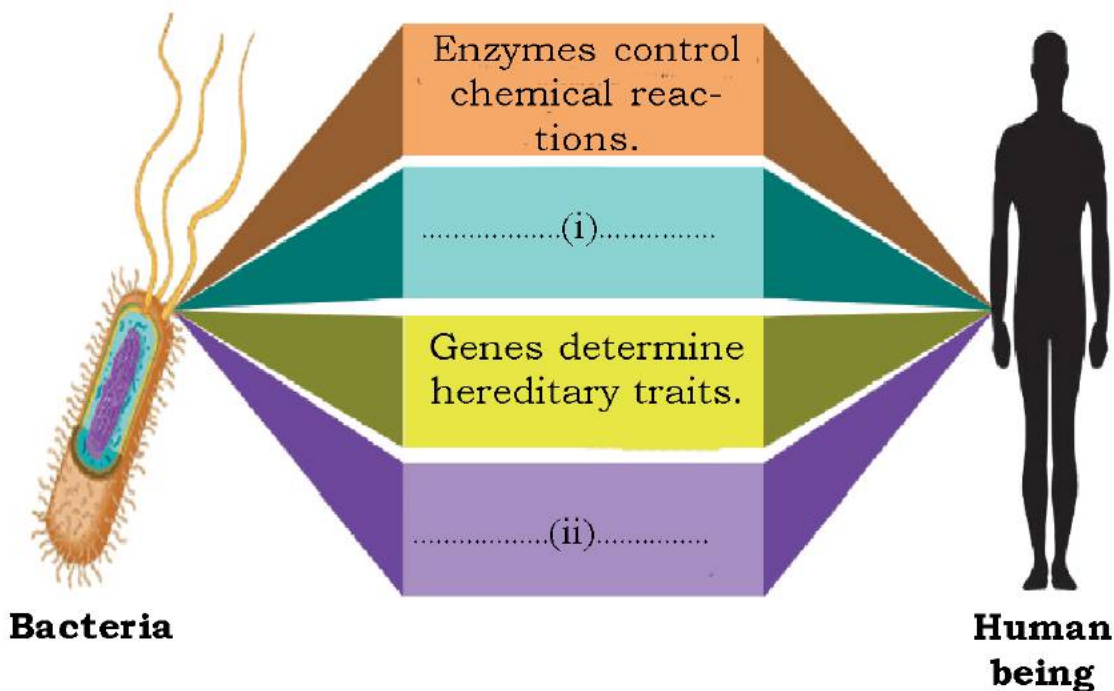 Enzymes control
chemical reac-
tions.
..................(i)...............
Genes determine
hereditary traits.
..................(ii)...............
Bacteria
Human
being